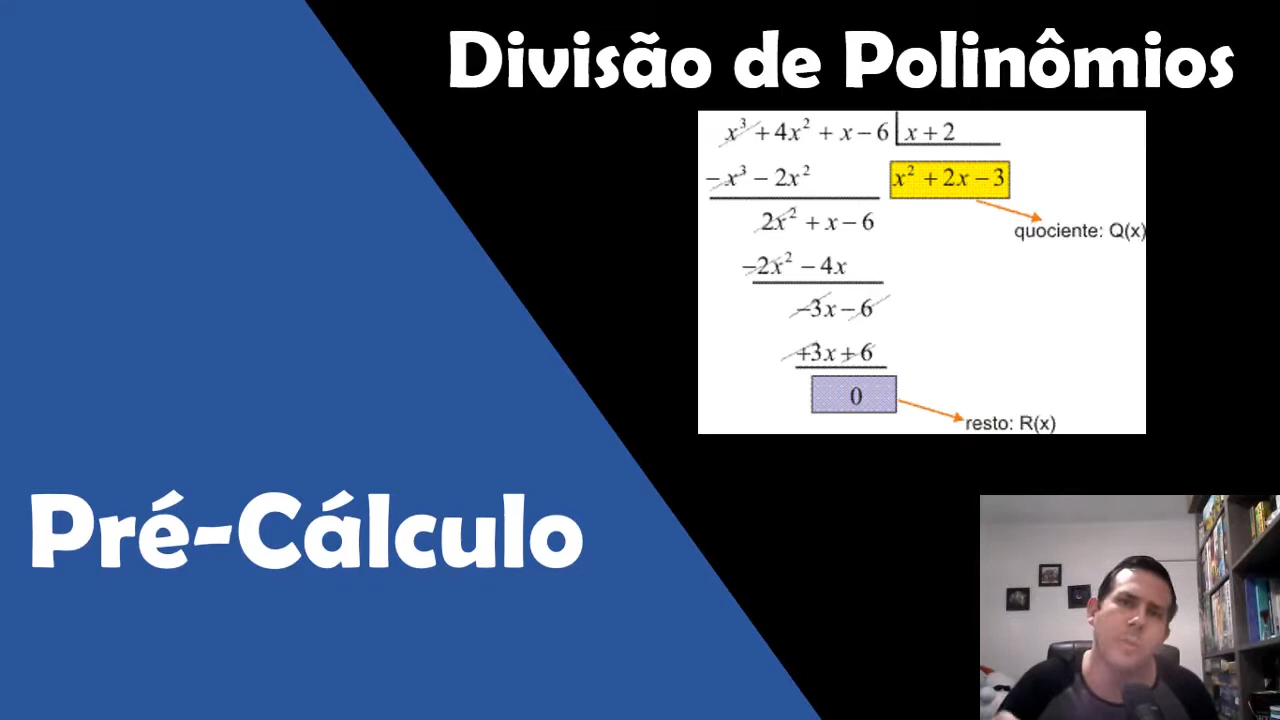 Divisão de Polinômios
x³ + 4x² + x − 6 | x + 2
−x³ − 2x² x² + 2x − 3
2x² + x − 6
quociente: Q(x)
−2x² − 4x
−3x − 6
+3x + 6
0
resto: R(x)
Pré-Cálculo